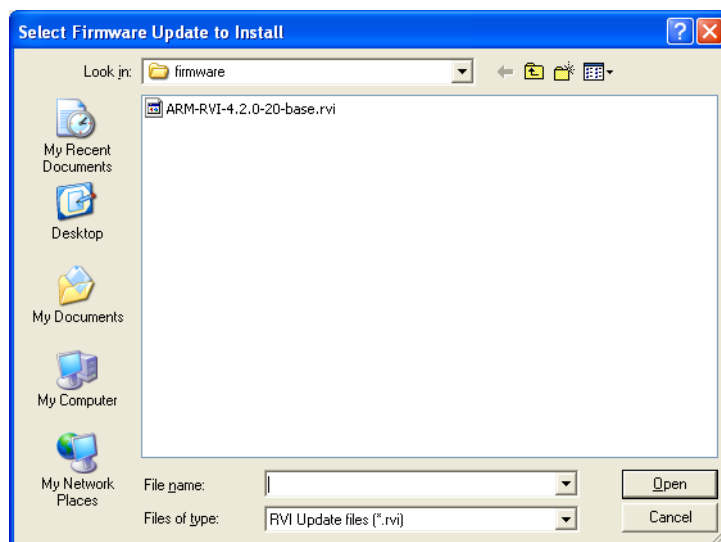 Select Firmware Update to Install
Look in: firmware
ARM-RVI-4.2.0-20-base.rvi
My Recent
Documents
Desktop
My Documents
My Computer
My Network
Places
File name:
Open
Files of type: RVI Update files (*.rvi)
Cancel